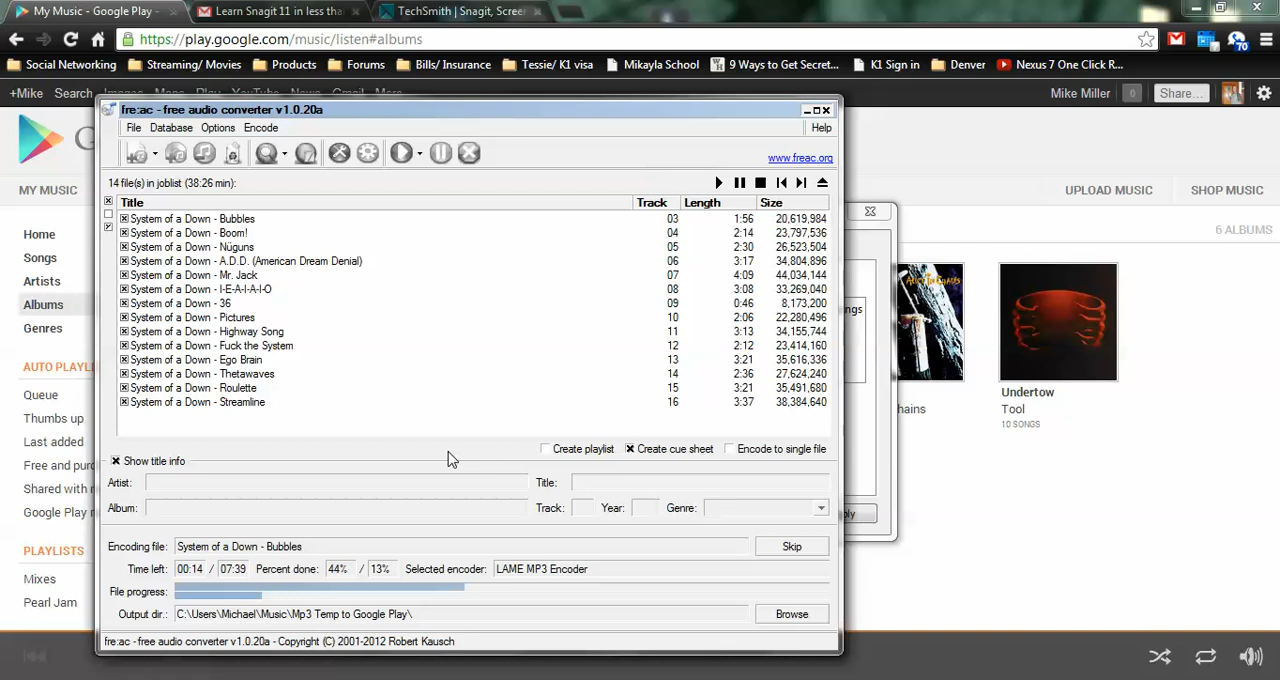 My Music - Google Play -
Learn Snagit 11 in less tha
TechSmith | Snagit, Screen
https://play.google.com/music/listen#albums
Social Networking
Streaming/ Movies
Products
Forums
Bills/ Insurance
Tessie/ K1 visa
Mikayla School
9 Ways to Get Secret...
K1 Sign in
Denver
Nexus 7 One Click R...
70
+Mike Search Images Maps Play YouTube News Gmail More
Mike Miller 0 Share...
fre:ac - free audio converter v1.0.20a
File Database Options Encode Help
www.freac.org
14 file(s) in joblist (38:26 min):
Title Track Length Size
System of a Down - Bubbles 03 1:56 20,619,984
System of a Down - Boom! 04 2:14 23,797,536
System of a Down - Nüguns 05 2:30 26,523,504
System of a Down - A.D.D. (American Dream Denial) 06 3:17 34,804,896
System of a Down - Mr. Jack 07 4:09 44,034,144
System of a Down - I-E-A-I-A-I-O 08 3:08 33,269,040
System of a Down - 36 09 0:46 8,173,200
System of a Down - Pictures 10 2:06 22,280,496
System of a Down - Highway Song 11 3:13 34,155,744
System of a Down - Fuck the System 12 2:12 23,414,160
System of a Down - Ego Brain 13 3:21 35,616,336
System of a Down - Thetawaves 14 2:36 27,624,240
System of a Down - Roulette 15 3:21 35,491,680
System of a Down - Streamline 16 3:37 38,384,640
Create playlist Create cue sheet Encode to single file
Show title info
Artist: Title:
Album: Track: Year: Genre:
Encoding file: System of a Down - Bubbles Skip
Time left: 00:14 / 07:39 Percent done: 44% / 13% Selected encoder: LAME MP3 Encoder
File progress:
Output dir.: C:\Users\Michael\Music\Mp3 Temp to Google Play\ Browse
fre:ac - free audio converter v1.0.20a - Copyright (C) 2001-2012 Robert Kausch
G
MY MUSIC
UPLOAD MUSIC
SHOP MUSIC
6 ALBUMS
Home
Songs
Artists
Albums
Genres
AUTO PLAYLI
Queue
Thumbs up
Last added
Free and purc
Shared with m
Google Play m
PLAYLISTS
Mixes
Pearl Jam
ngs
ply
hains
Undertow
Tool
10 SONGS